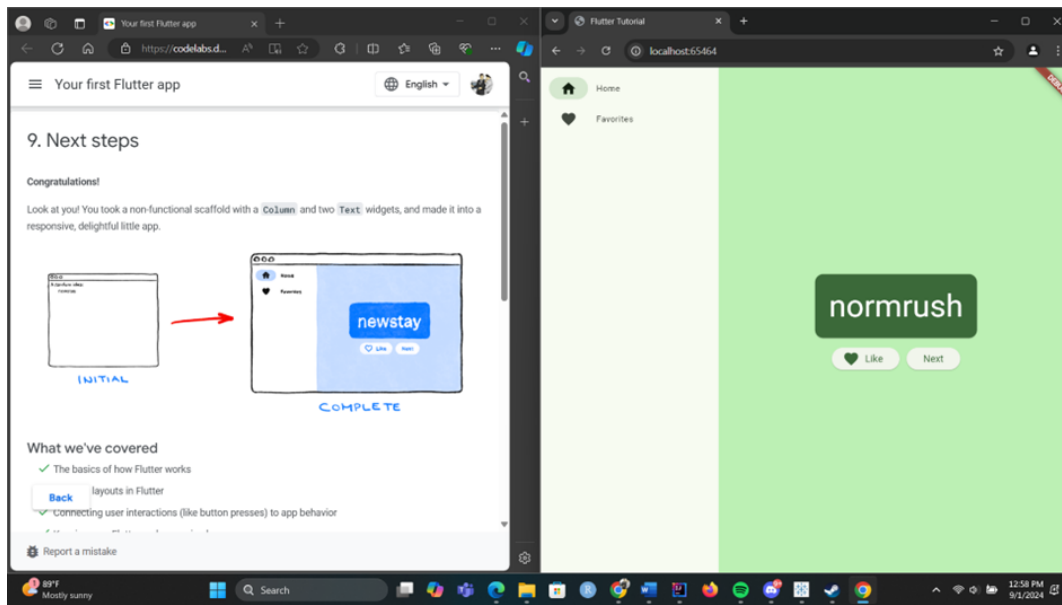 Your first Flutter app
https://codelabs.d...
Your first Flutter app
English
9. Next steps
Congratulations!
Look at you! You took a non-functional scaffold with a Column and two Text widgets, and made it into a
responsive, delightful little app.
INITIAL
Home
Favorites
newstay
Like Next
COMPLETE
What we've covered
The basics of how Flutter works
layouts in Flutter
Back
Connecting user interactions (like button presses) to app behavior
Report a mistake
Flutter Tutorial
localhost:65464
DEBUG
Home
Favorites
normrush
Like Next
89°F
Mostly sunny
Search
12:58 PM
9/1/2024